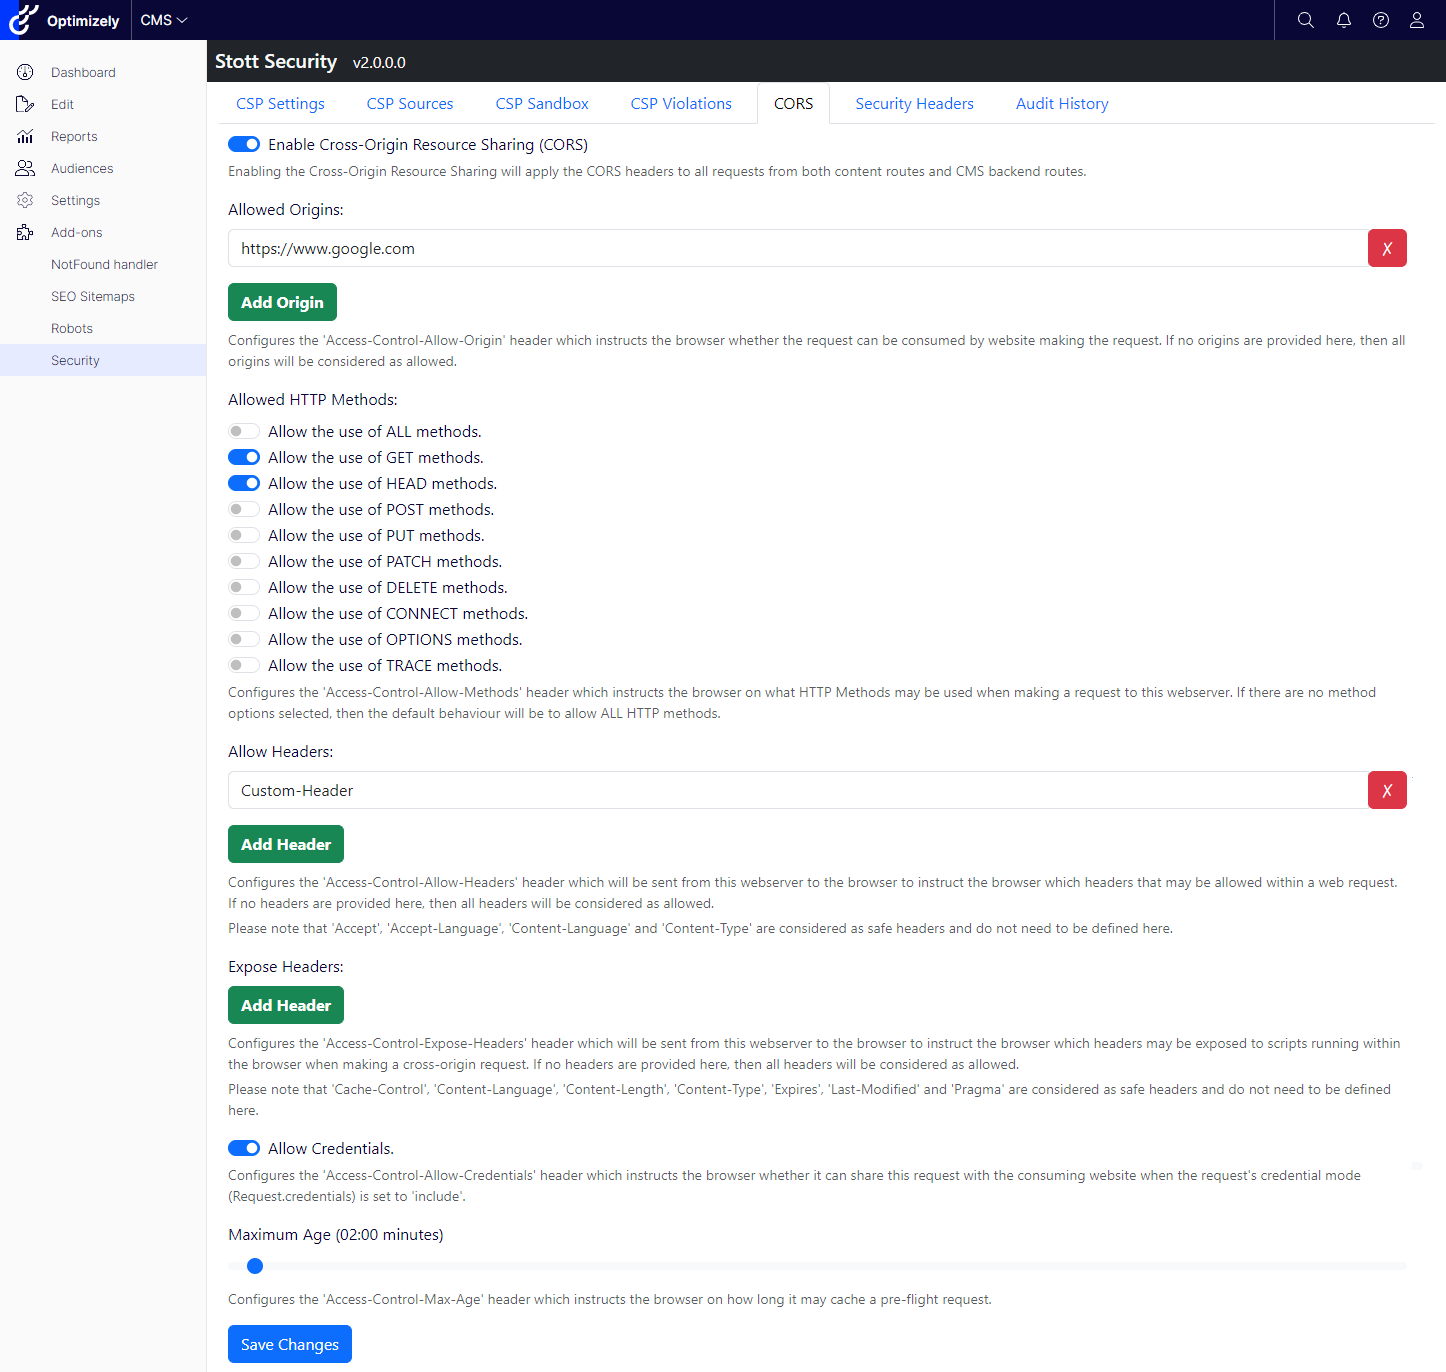 Optimizely
CMS
Dashboard
Edit
Reports
Audiences
Settings
Add-ons
NotFound handler
SEO Sitemaps
Robots
Security
Stott Security v2.0.0.0
CSP Settings CSP Sources CSP Sandbox CSP Violations CORS Security Headers Audit History
Enable Cross-Origin Resource Sharing (CORS)
Enabling the Cross-Origin Resource Sharing will apply the CORS headers to all requests from both content routes and CMS backend routes.
Allowed Origins:
https://www.google.com
X
Add Origin
Configures the 'Access-Control-Allow-Origin' header which instructs the browser whether the request can be consumed by website making the request. If no origins are provided here, then all
origins will be considered as allowed.
Allowed HTTP Methods:
Allow the use of ALL methods.
Allow the use of GET methods.
Allow the use of HEAD methods.
Allow the use of POST methods.
Allow the use of PUT methods.
Allow the use of PATCH methods.
Allow the use of DELETE methods.
Allow the use of CONNECT methods.
Allow the use of OPTIONS methods.
Allow the use of TRACE methods.
Configures the 'Access-Control-Allow-Methods' header which instructs the browser on what HTTP Methods may be used when making a request to this webserver. If there are no method
options selected, then the default behaviour will be to allow ALL HTTP methods.
Allow Headers:
Custom-Header
X
Add Header
Configures the 'Access-Control-Allow-Headers' header which will be sent from this webserver to the browser to instruct the browser which headers that may be allowed within a web request.
If no headers are provided here, then all headers will be considered as allowed.
Please note that 'Accept', 'Accept-Language', 'Content-Language' and 'Content-Type' are considered as safe headers and do not need to be defined here.
Expose Headers:
Add Header
Configures the 'Access-Control-Expose-Headers' header which will be sent from this webserver to the browser to instruct the browser which headers may be exposed to scripts running within
the browser when making a cross-origin request. If no headers are provided here, then all headers will be considered as allowed.
Please note that 'Cache-Control', 'Content-Language', 'Content-Length', 'Content-Type', 'Expires', 'Last-Modified' and 'Pragma' are considered as safe headers and do not need to be defined
here.
Allow Credentials.
Configures the 'Access-Control-Allow-Credentials' header which instructs the browser whether it can share this request with the consuming website when the request's credential mode
(Request.credentials) is set to 'include'.
Maximum Age (02:00 minutes)
Configures the 'Access-Control-Max-Age' header which instructs the browser on how long it may cache a pre-flight request.
Save Changes